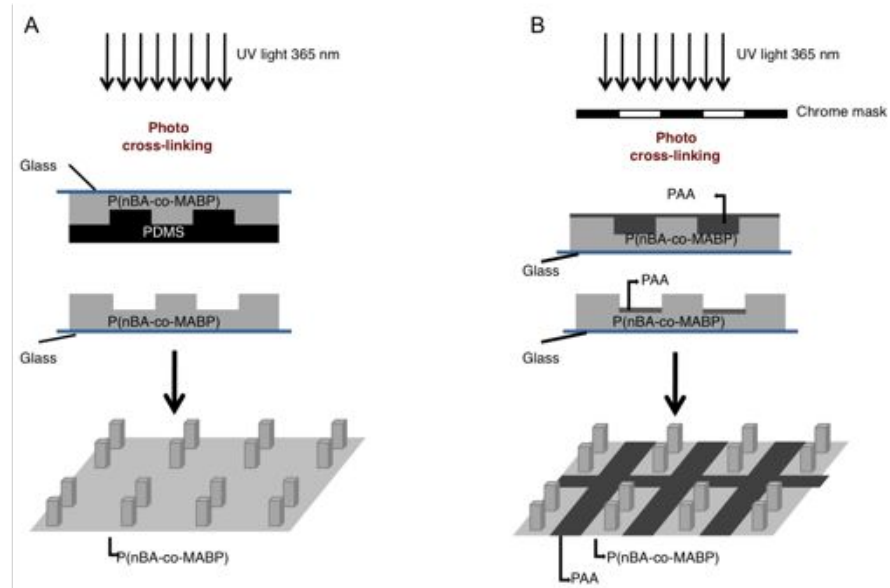 A
UV light 365 nm
Photo
cross-linking
Glass
P(nBA-co-MABP)
PDMS
P(nBA-co-MABP)
Glass
P(nBA-co-MABP)
B
UV light 365 nm
Chrome mask
Photo
cross-linking
PAA
P(nBA-co-MABP)
Glass
PAA
P(nBA-co-MABP)
Glass
P(nBA-co-MABP)
PAA